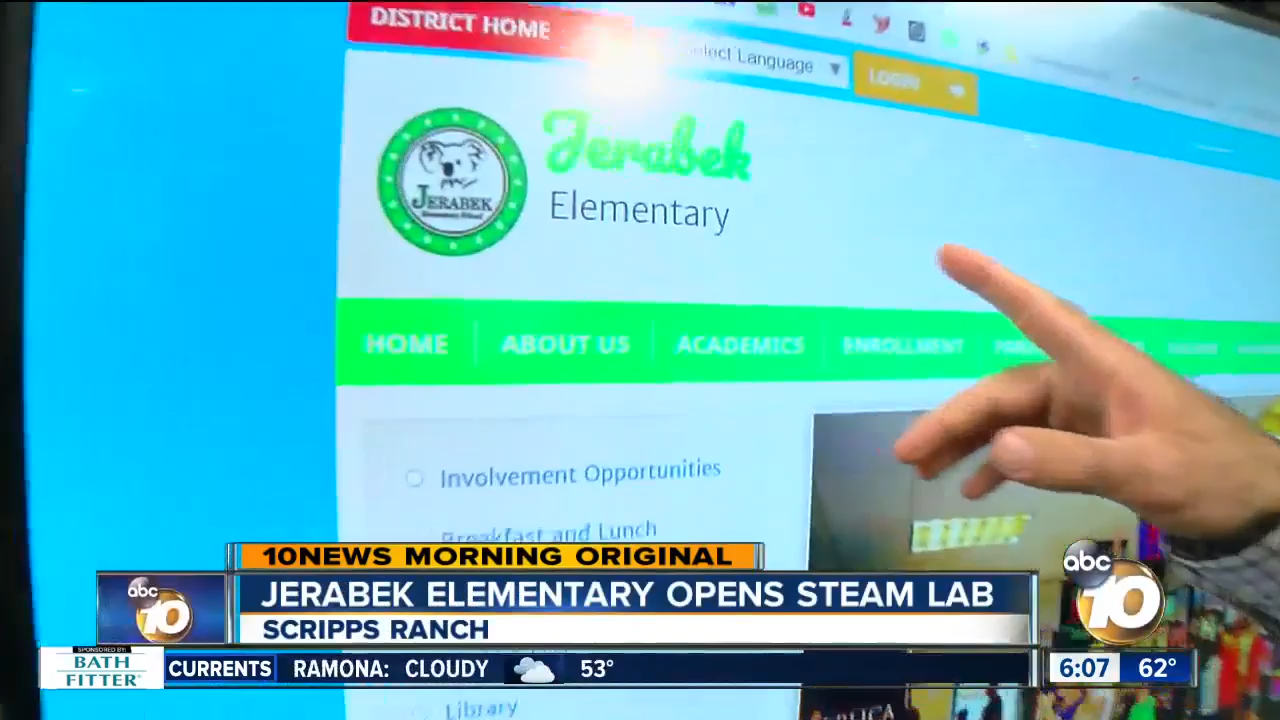 DISTRICT HOME
Select Language
LOGIN
Jerabek
Elementary
JERABEK
Elementary School
HOME
ABOUT US
ACADEMICS
ENROLLMENT
Involvement Opportunities
Breakfast and Lunch
Library
10NEWS MORNING ORIGINAL
JERABEK ELEMENTARY OPENS STEAM LAB
SCRIPPS RANCH
abc
10
abc
10
SPONSORED BY:
BATH
FITTER
CURRENTS
RAMONA: CLOUDY 53°
6:07 62°